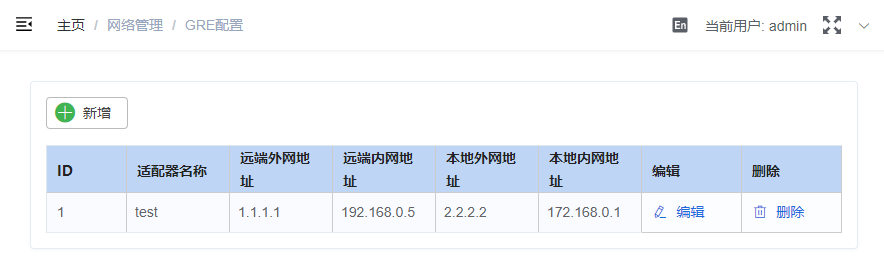 主页 / 网络管理 / GRE配置
En 当前用户: admin
新增
ID 适配器名称 远端外网地址 远端内网地址 本地外网地址 本地内网地址 编辑 删除
1 test 1.1.1.1 192.168.0.5 2.2.2.2 172.168.0.1 编辑 删除